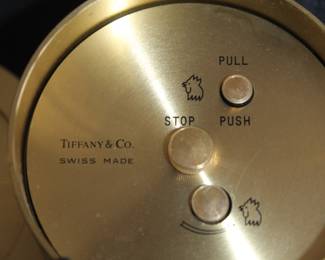 PULL
STOP PUSH
TIFFANY & CO.
SWISS MADE